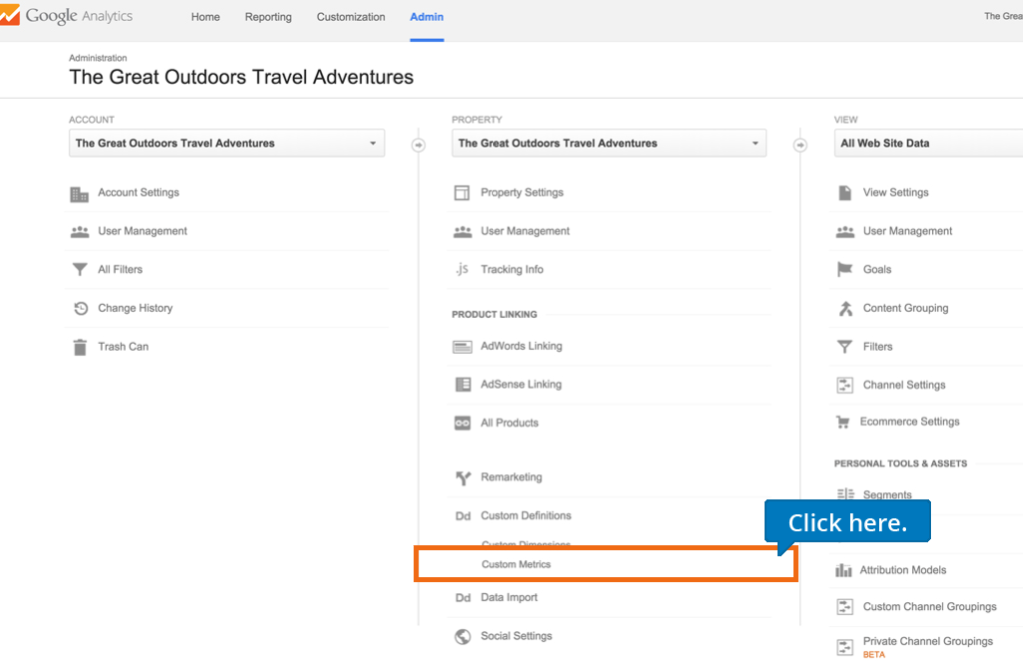 Google Analytics
Home Reporting Customization Admin
The Grea
Administration
The Great Outdoors Travel Adventures
ACCOUNT
The Great Outdoors Travel Adventures
Account Settings
User Management
All Filters
Change History
Trash Can
PROPERTY
The Great Outdoors Travel Adventures
Property Settings
User Management
.js Tracking Info
PRODUCT LINKING
AdWords Linking
AdSense Linking
All Products
Remarketing
Dd Custom Definitions
Custom Dimensions
Custom Metrics
Dd Data Import
Social Settings
VIEW
All Web Site Data
View Settings
User Management
Goals
Content Grouping
Filters
Channel Settings
Ecommerce Settings
PERSONAL TOOLS & ASSETS
Segments
Click here.
Attribution Models
Custom Channel Groupings
Private Channel Groupings
BETA